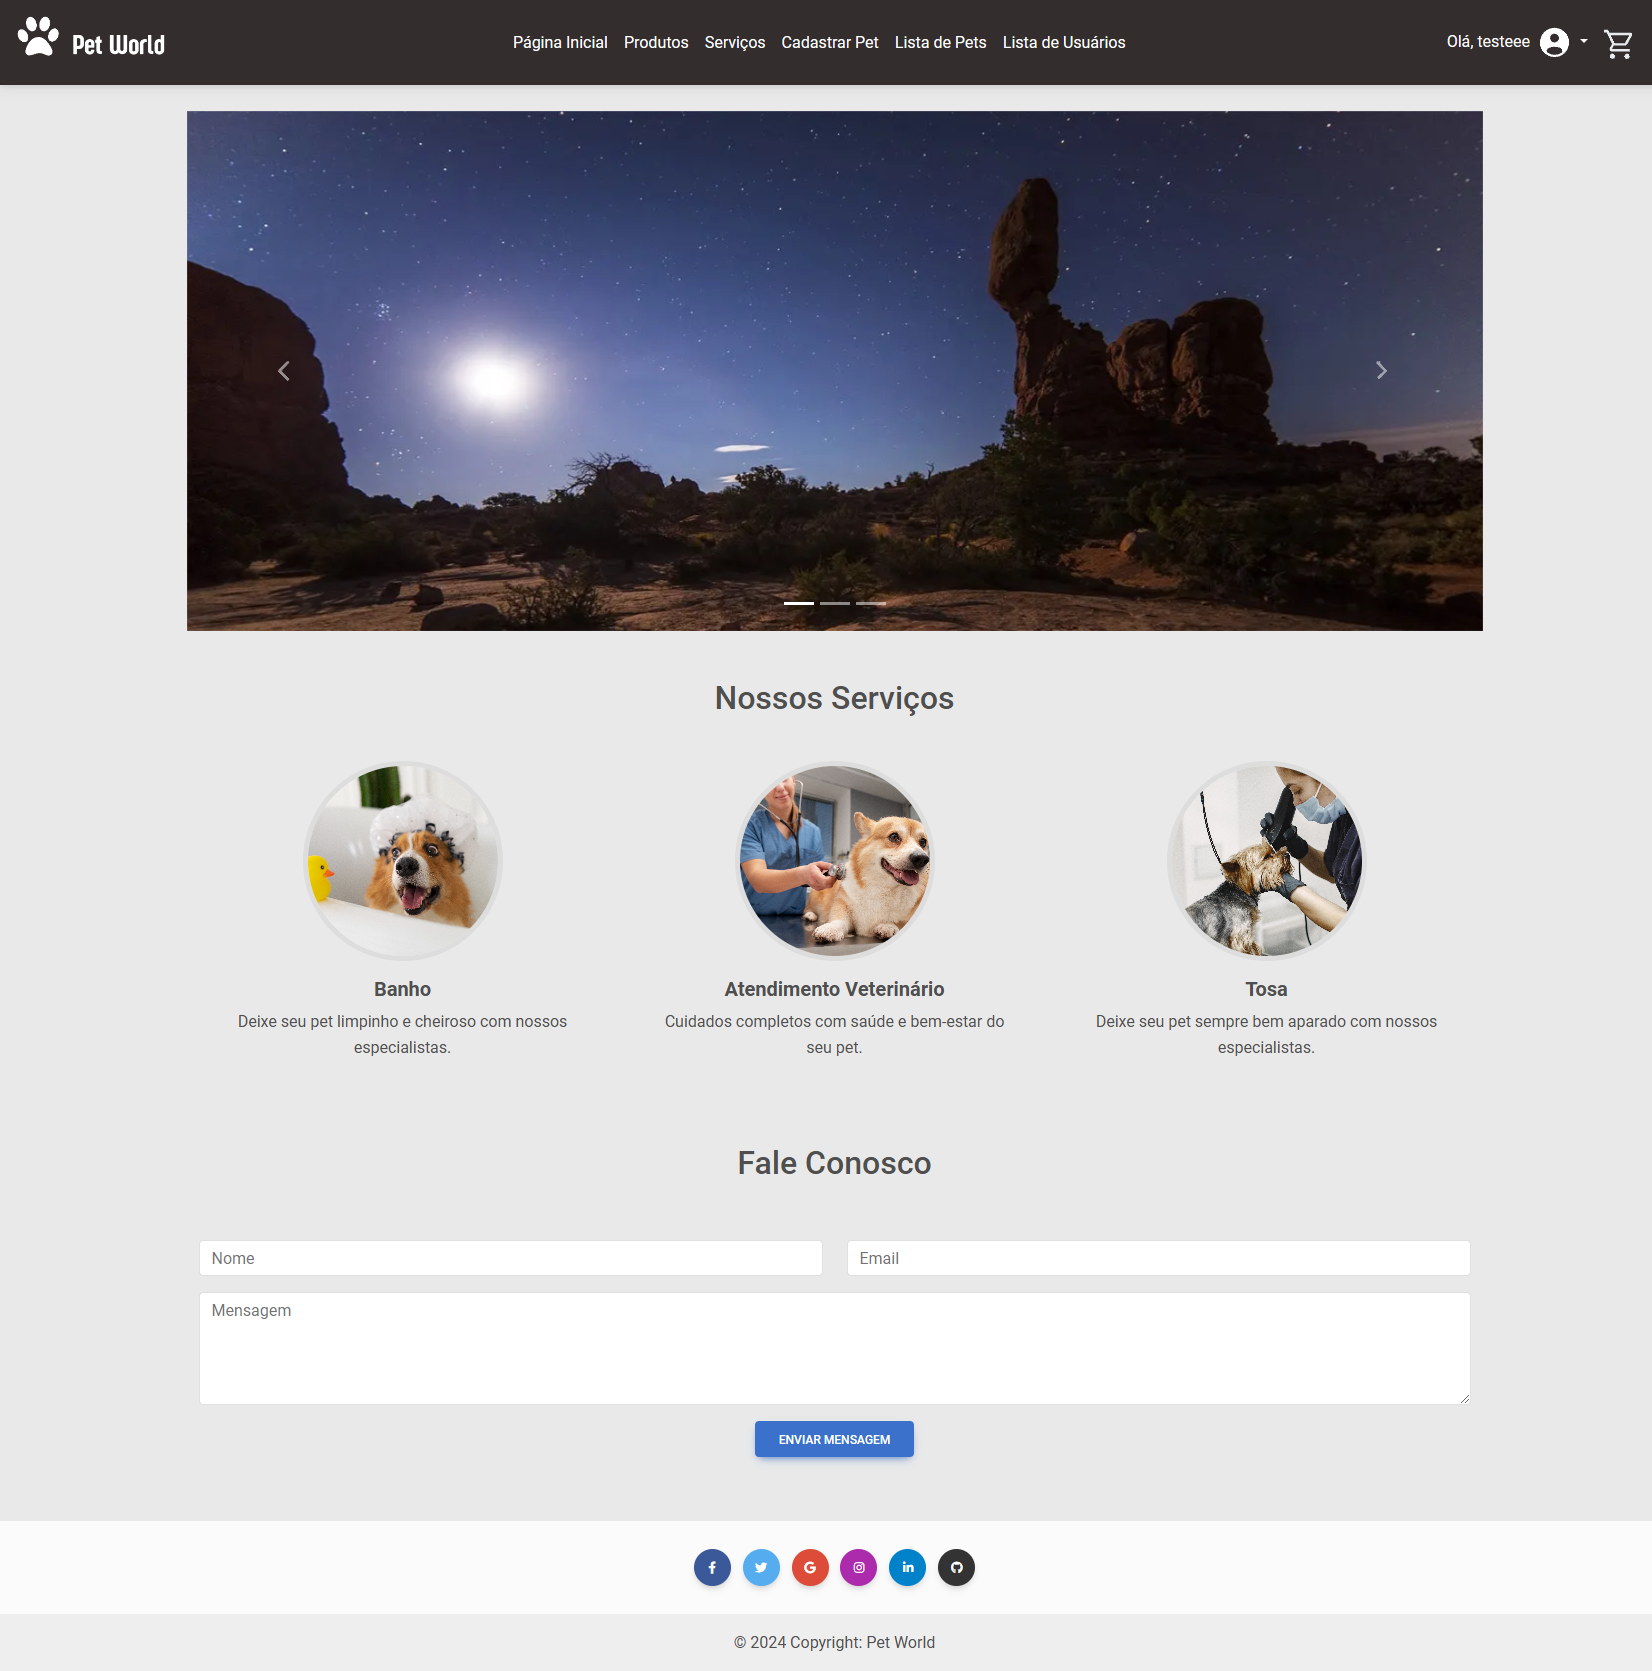 Pet World
Página Inicial
Produtos
Serviços
Cadastrar Pet
Lista de Pets
Lista de Usuários
Olá, testeee
Nossos Serviços
Banho
Deixe seu pet limpinho e cheiroso com nossos
especialistas.
Atendimento Veterinário
Cuidados completos com saúde e bem-estar do
seu pet.
Tosa
Deixe seu pet sempre bem aparado com nossos
especialistas.
Fale Conosco
Nome
Email
Mensagem
ENVIAR MENSAGEM
© 2024 Copyright: Pet World